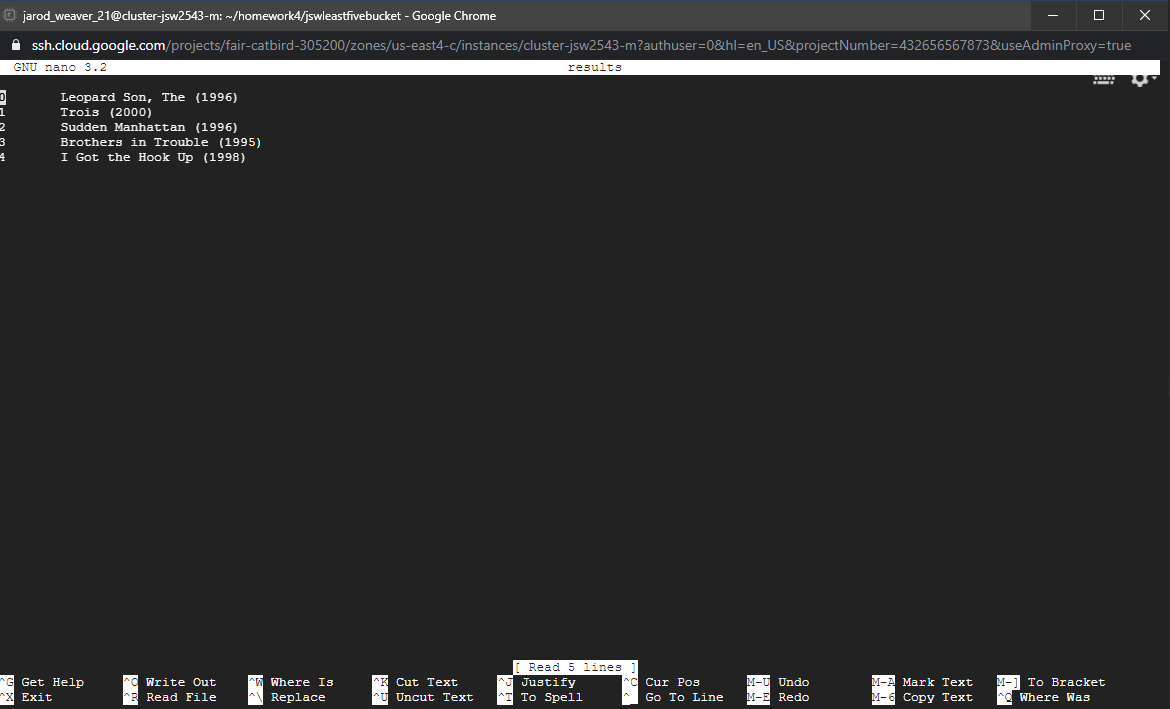 jarod_weaver_21@cluster-jsw2543-m: ~/homework4/jswleastfivebucket - Google Chrome
ssh.cloud.google.com/projects/fair-catbird-305200/zones/us-east4-c/instances/cluster-jsw2543-m?authuser=0&hl=en_US&projectNumber=432656567873&useAdminProxy=true
GNU nano 3.2 results
0 Leopard Son, The (1996)
1 Trois (2000)
2 Sudden Manhattan (1996)
3 Brothers in Trouble (1995)
4 I Got the Hook Up (1998)
[ Read 5 lines ]
^G Get Help ^O Write Out ^W Where Is ^K Cut Text ^J Justify ^C Cur Pos M-U Undo M-A Mark Text M-] To Bracket
^X Exit ^R Read File ^\ Replace ^U Uncut Text ^T To Spell ^_ Go To Line M-E Redo M-6 Copy Text ^Q Where Was